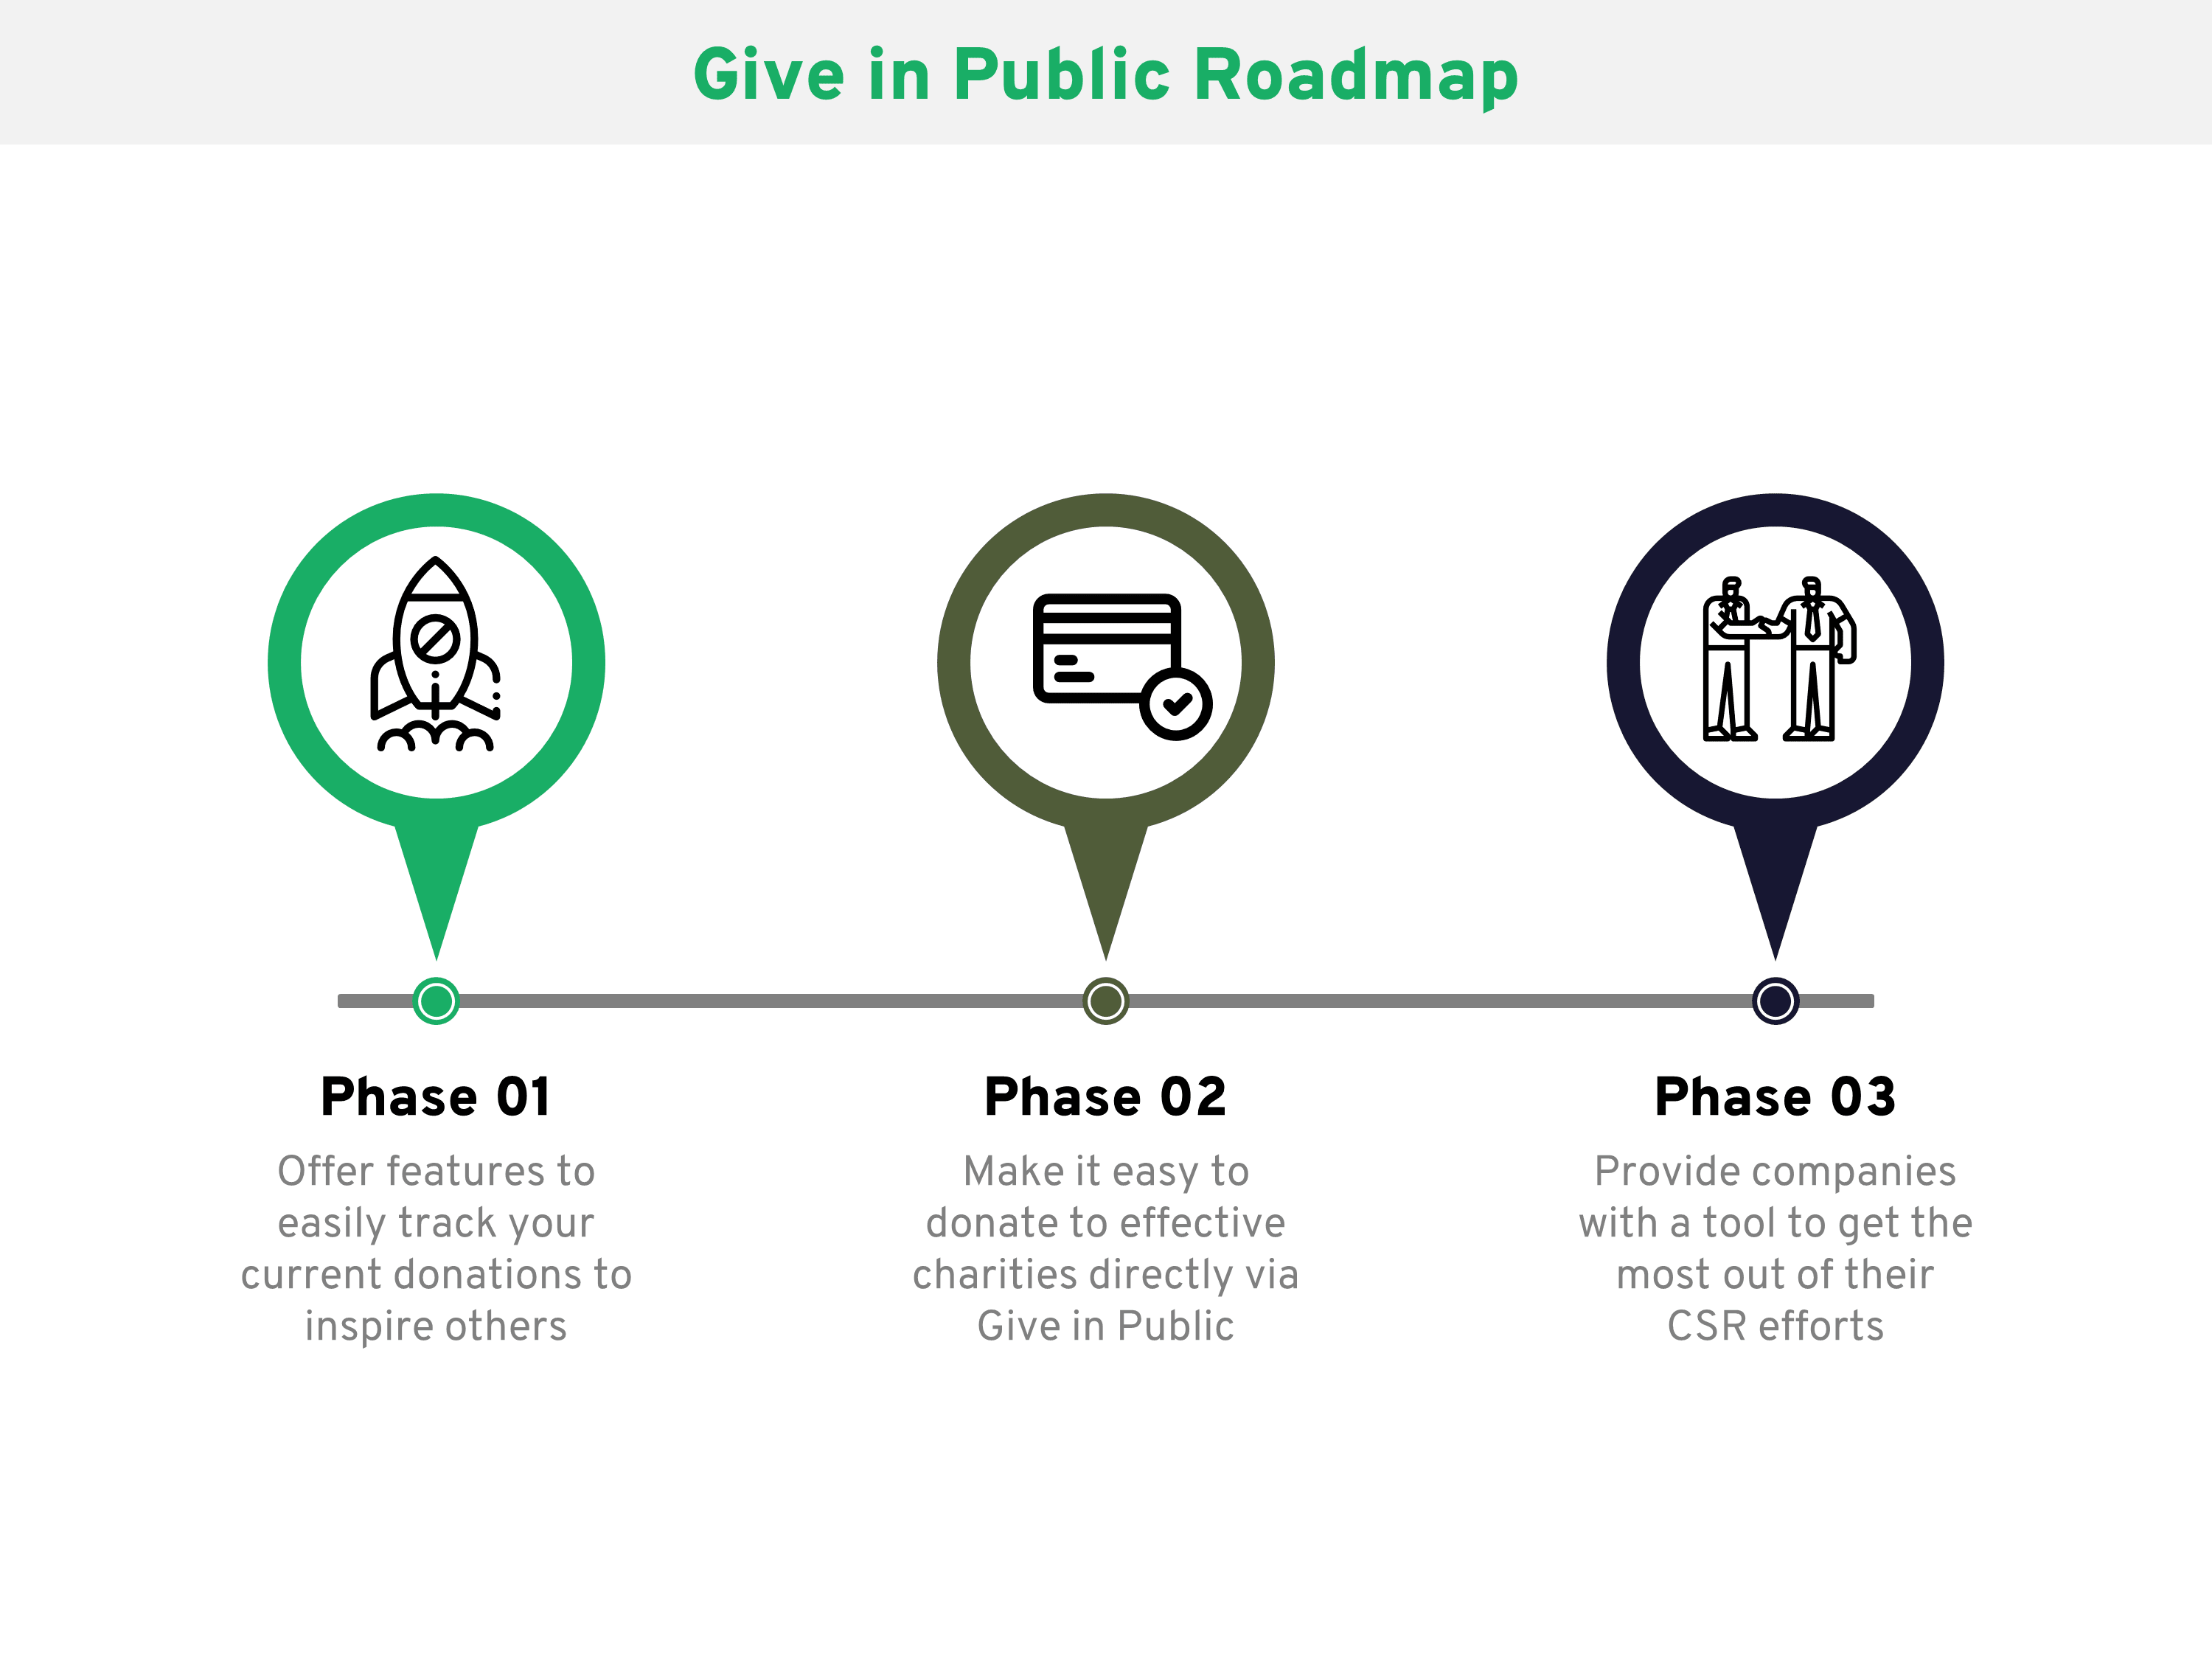 Give in Public Roadmap
Phase 01
Offer features to
easily track your
current donations to
inspire others
Phase 02
Make it easy to
donate to effective
charities directly via
Give in Public
Phase 03
Provide companies
with a tool to get the
most out of their
CSR efforts